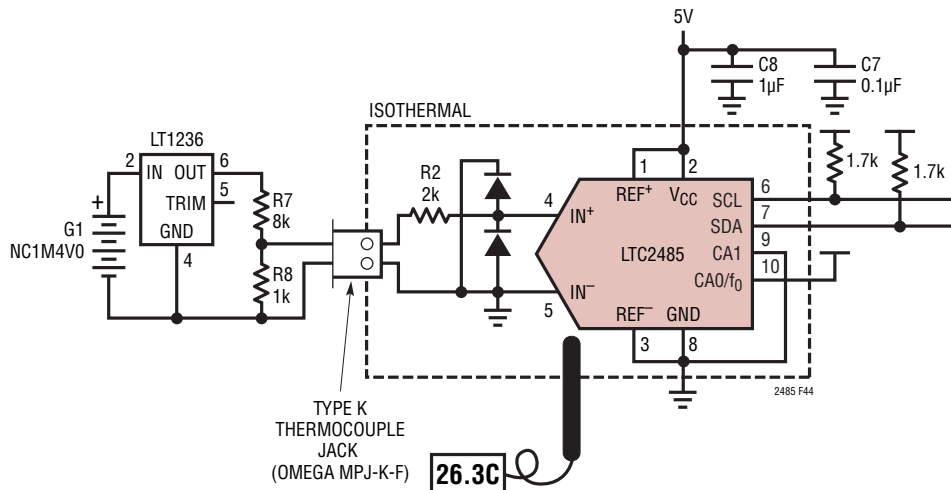 5V
C8
1µF
C7
0.1µF
ISOTHERMAL
LT1236
2
IN
OUT
6
TRIM
5
GND
4
+
G1
NC1M4V0
R7
8k
R8
1k
R2
2k
4
IN+
IN−
5
1
REF+
2
VCC
LTC2485
SCL
6
SDA
7
CA1
9
CA0/f0
10
REF−
3
GND
8
1.7k
1.7k
2485 F44
TYPE K
THERMOCOUPLE
JACK
(OMEGA MPJ-K-F)
26.3C